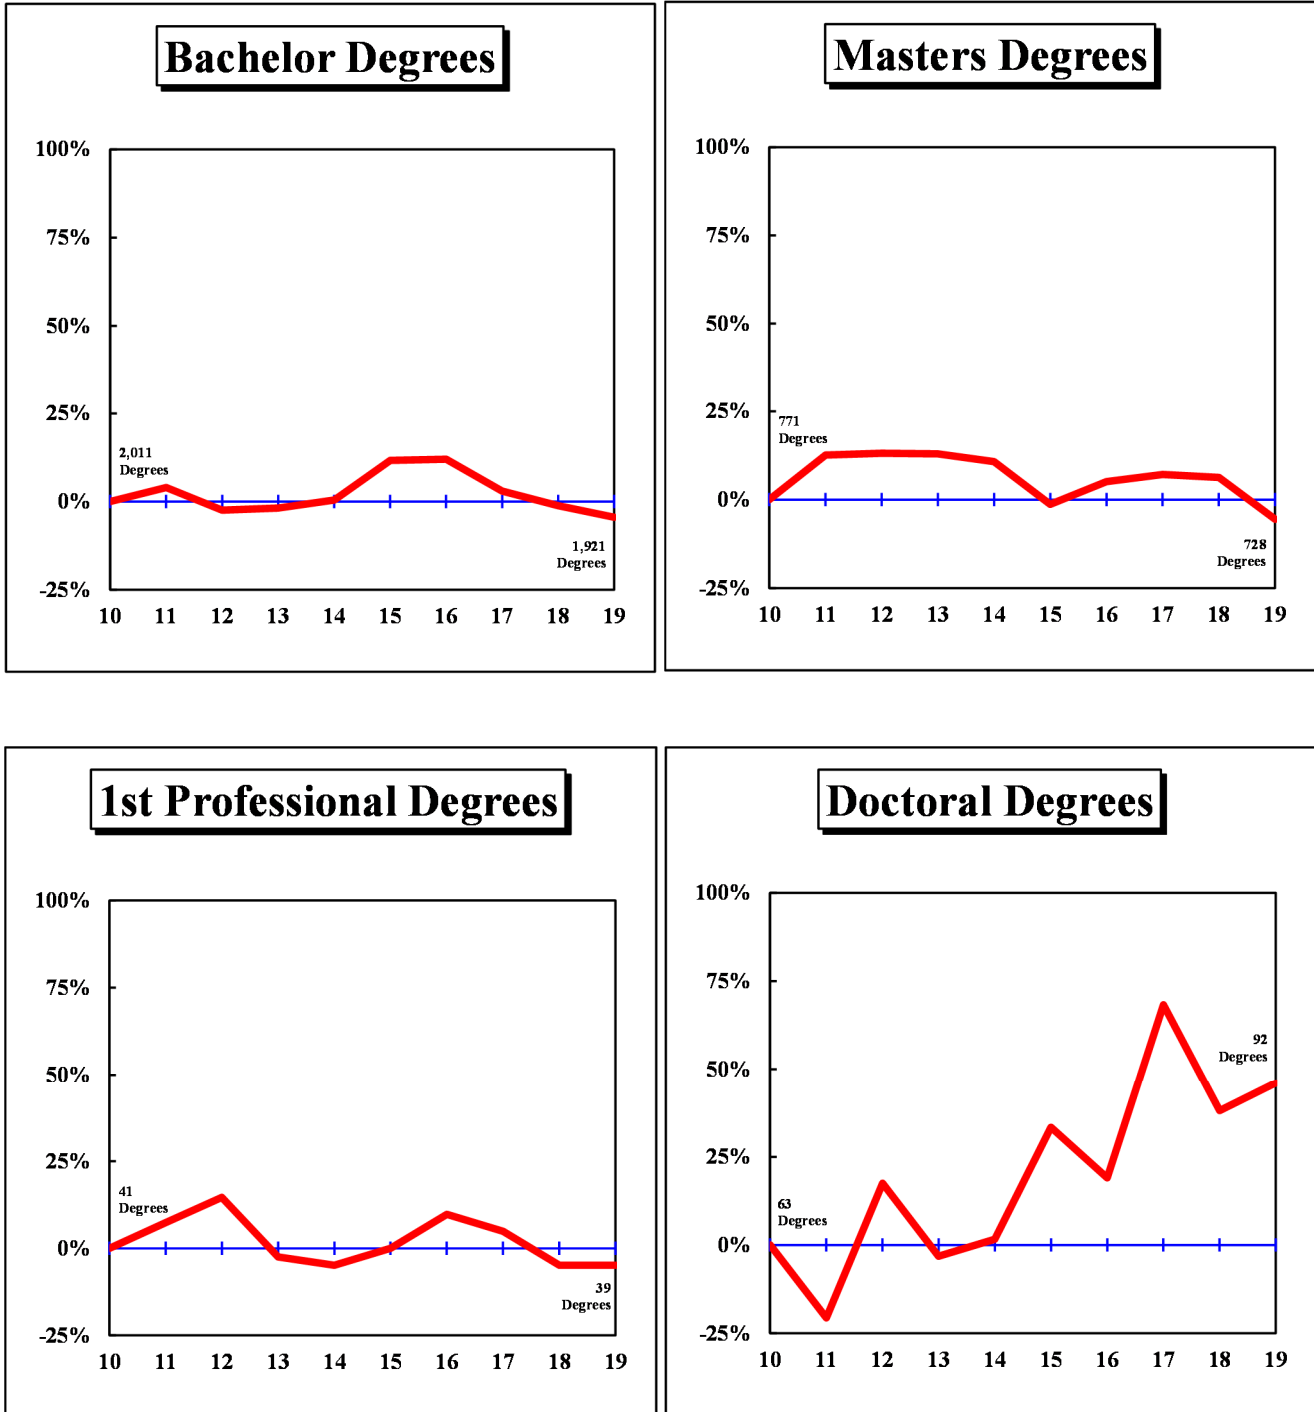 Bachelor Degrees
100%
75%
50%
25%
0%
-25%
2,011
Degrees
1,921
Degrees
10 11 12 13 14 15 16 17 18 19
Masters Degrees
100%
75%
50%
25%
0%
-25%
771
Degrees
728
Degrees
10 11 12 13 14 15 16 17 18 19
1st Professional Degrees
100%
75%
50%
25%
0%
-25%
41
Degrees
39
Degrees
10 11 12 13 14 15 16 17 18 19
Doctoral Degrees
100%
75%
50%
25%
0%
-25%
63
Degrees
92
Degrees
10 11 12 13 14 15 16 17 18 19